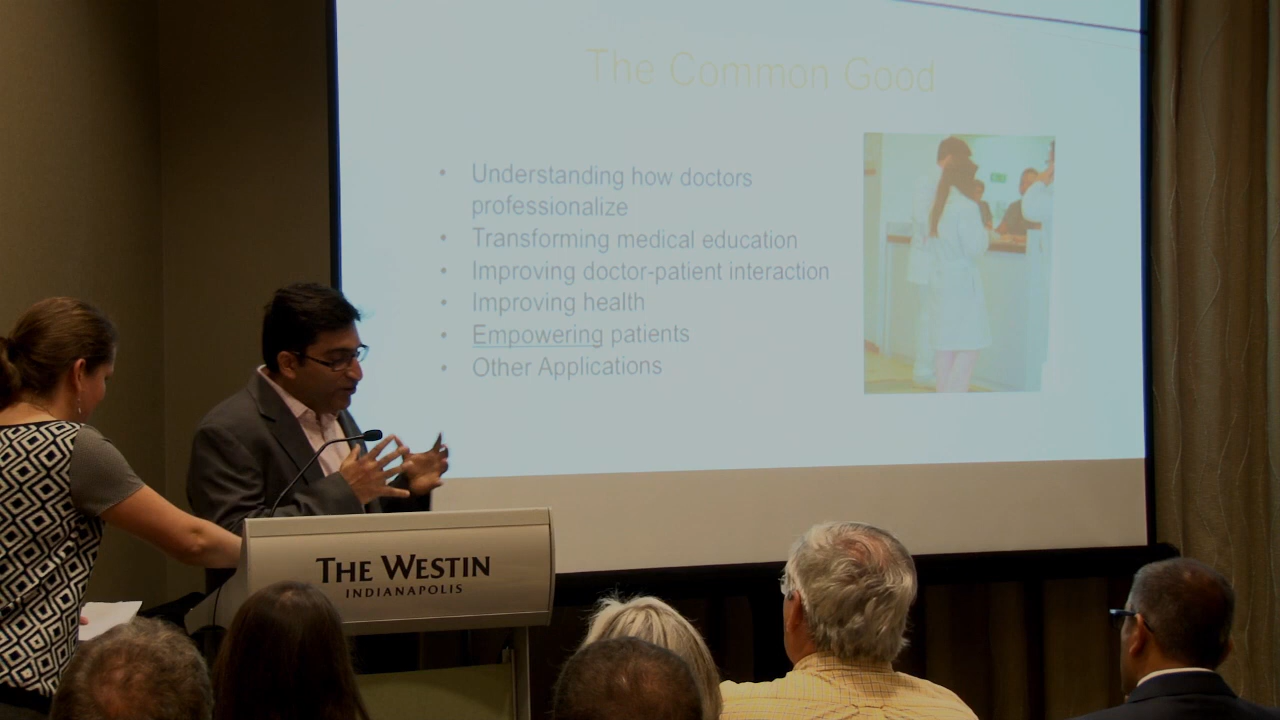 The Common Good
• Understanding how doctors
professionalize
• Transforming medical education
• Improving doctor-patient interaction
• Improving health
• Empowering patients
• Other Applications
THE WESTIN
INDIANAPOLIS